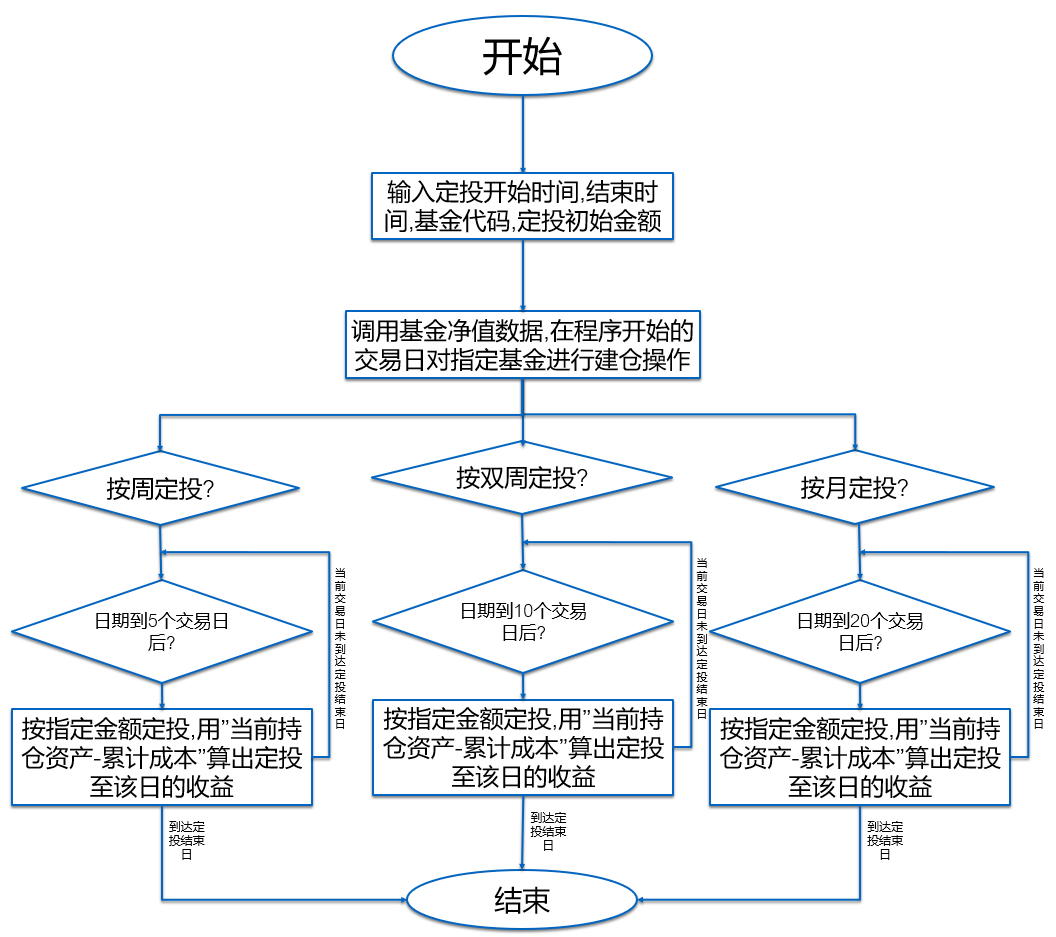 开始
输入定投开始时间,结束时
间,基金代码,定投初始金额
调用基金净值数据,在程序开始的
交易日对指定基金进行建仓操作
按周定投?
按双周定投?
按月定投?
日期到5个交易日
后?
当前交易日未到达定投结束日
日期到10个交易
日后?
当前交易日未到达定投结束日
日期到20个交易
日后?
当前交易日未到达定投结束日
按指定金额定投,用”当前持
仓资产-累计成本”算出定投
至该日的收益
按指定金额定投,用”当前持
仓资产-累计成本”算出定投
至该日的收益
按指定金额定投,用”当前持
仓资产-累计成本”算出定投
至该日的收益
到达定
投结束
日
到达定
投结束
日
到达定
投结束
日
结束